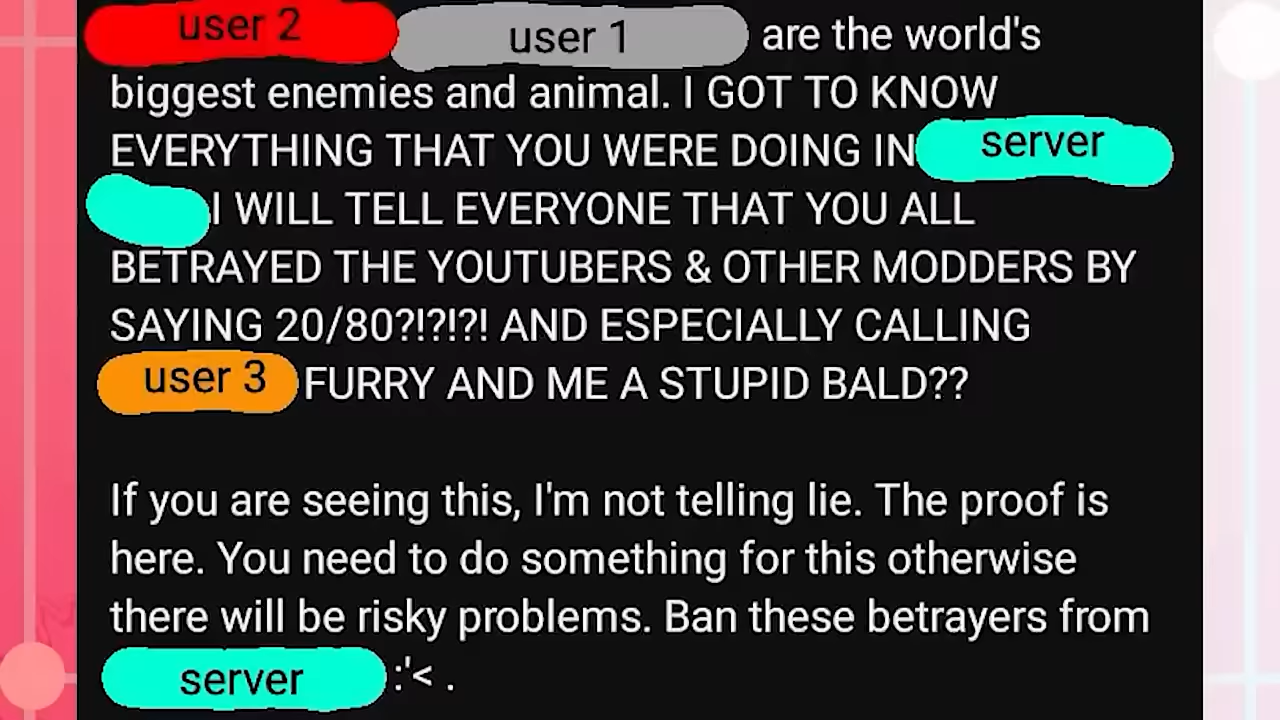 user 2 user 1 are the world's
biggest enemies and animal. I GOT TO KNOW
EVERYTHING THAT YOU WERE DOING IN server
I WILL TELL EVERYONE THAT YOU ALL
BETRAYED THE YOUTUBERS & OTHER MODDERS BY
SAYING 20/80?!?!?! AND ESPECIALLY CALLING
user 3 FURRY AND ME A STUPID BALD??
If you are seeing this, I'm not telling lie. The proof is
here. You need to do something for this otherwise
there will be risky problems. Ban these betrayers from
server :'< .